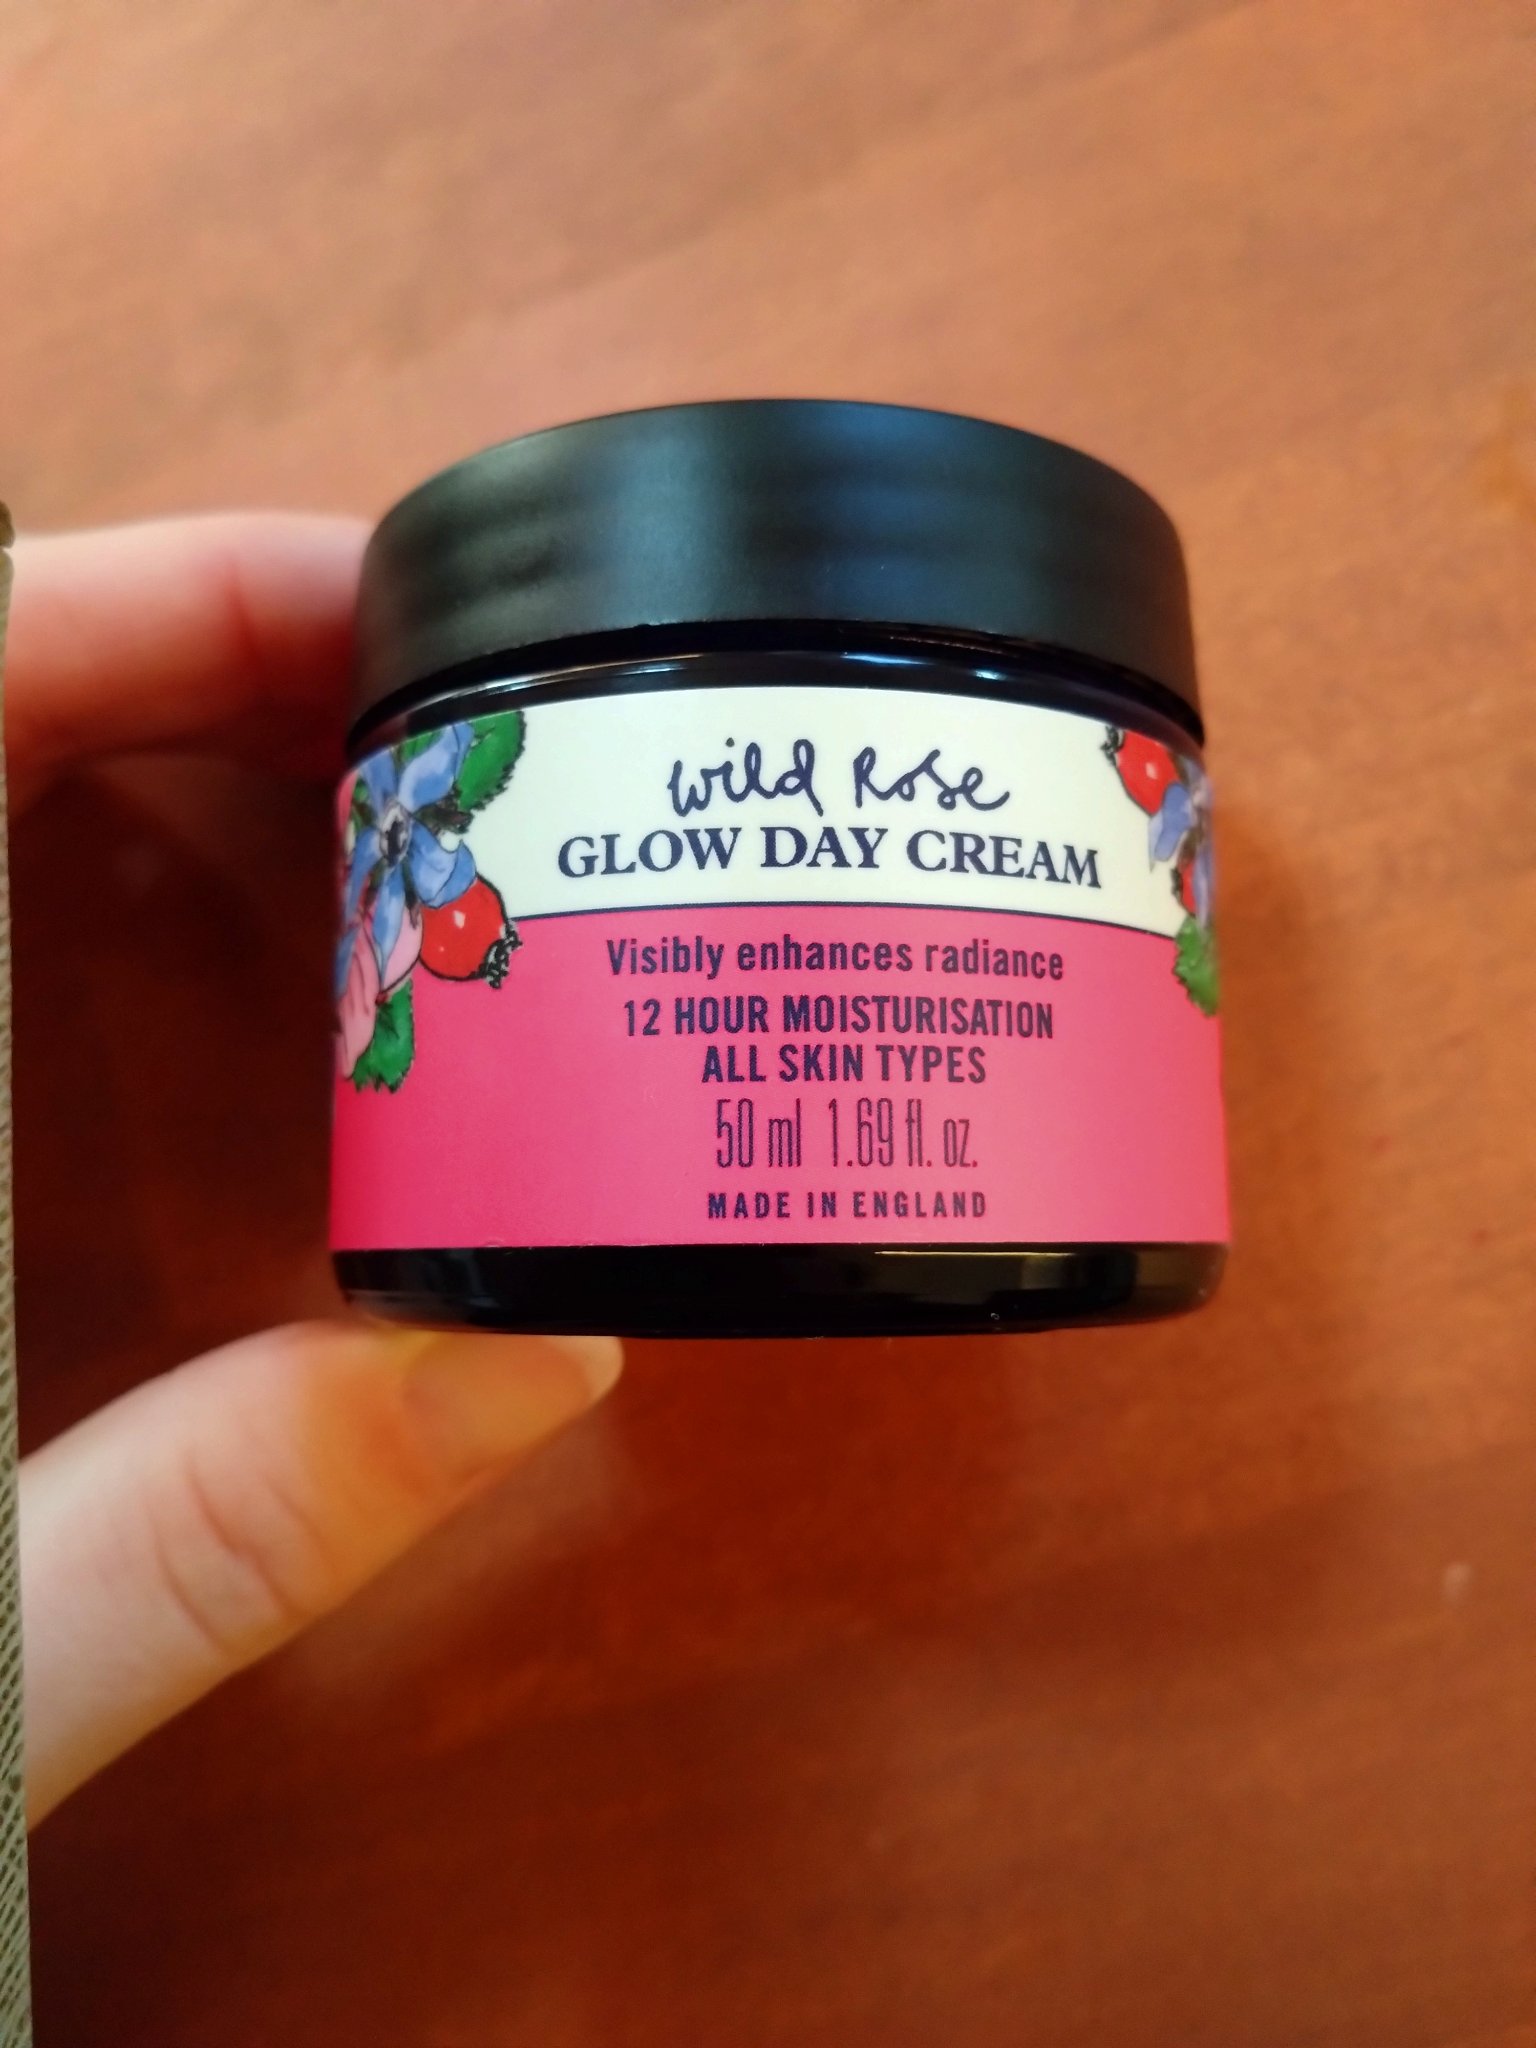 Wild Rose
GLOW DAY CREAM
Visibly enhances radiance
12 HOUR MOISTURISATION
ALL SKIN TYPES
50 ml 1.69 fl. oz.
MADE IN ENGLAND